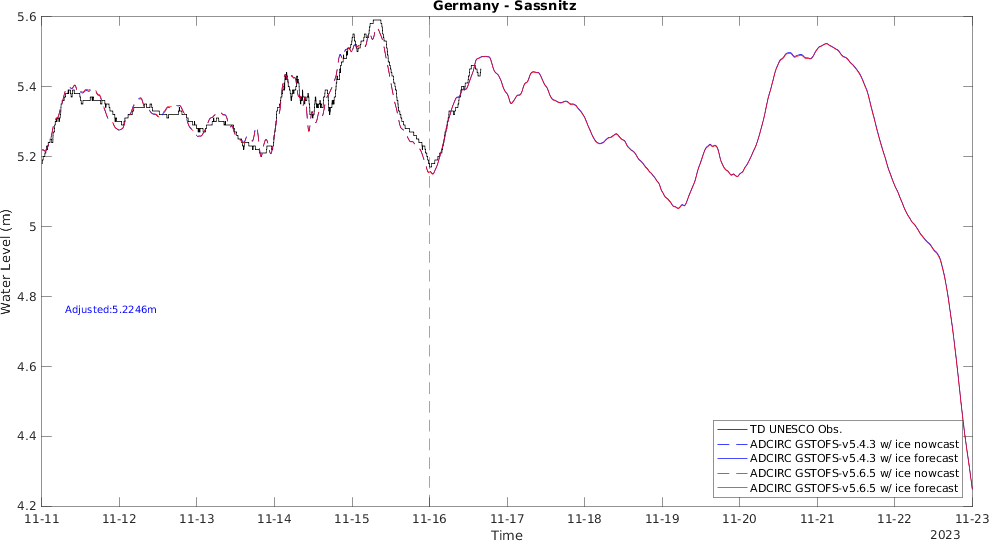 Germany - Sassnitz
5.6
5.4
5.2
5
4.8
4.6
4.4
4.2
Water Level (m)
Adjusted:5.2246m
TD UNESCO Obs.
ADCIRC GSTOFS-v5.4.3 w/ ice nowcast
ADCIRC GSTOFS-v5.4.3 w/ ice forecast
ADCIRC GSTOFS-v5.6.5 w/ ice nowcast
ADCIRC GSTOFS-v5.6.5 w/ ice forecast
11-11 11-12 11-13 11-14 11-15 11-16 11-17 11-18 11-19 11-20 11-21 11-22 11-23
Time
2023